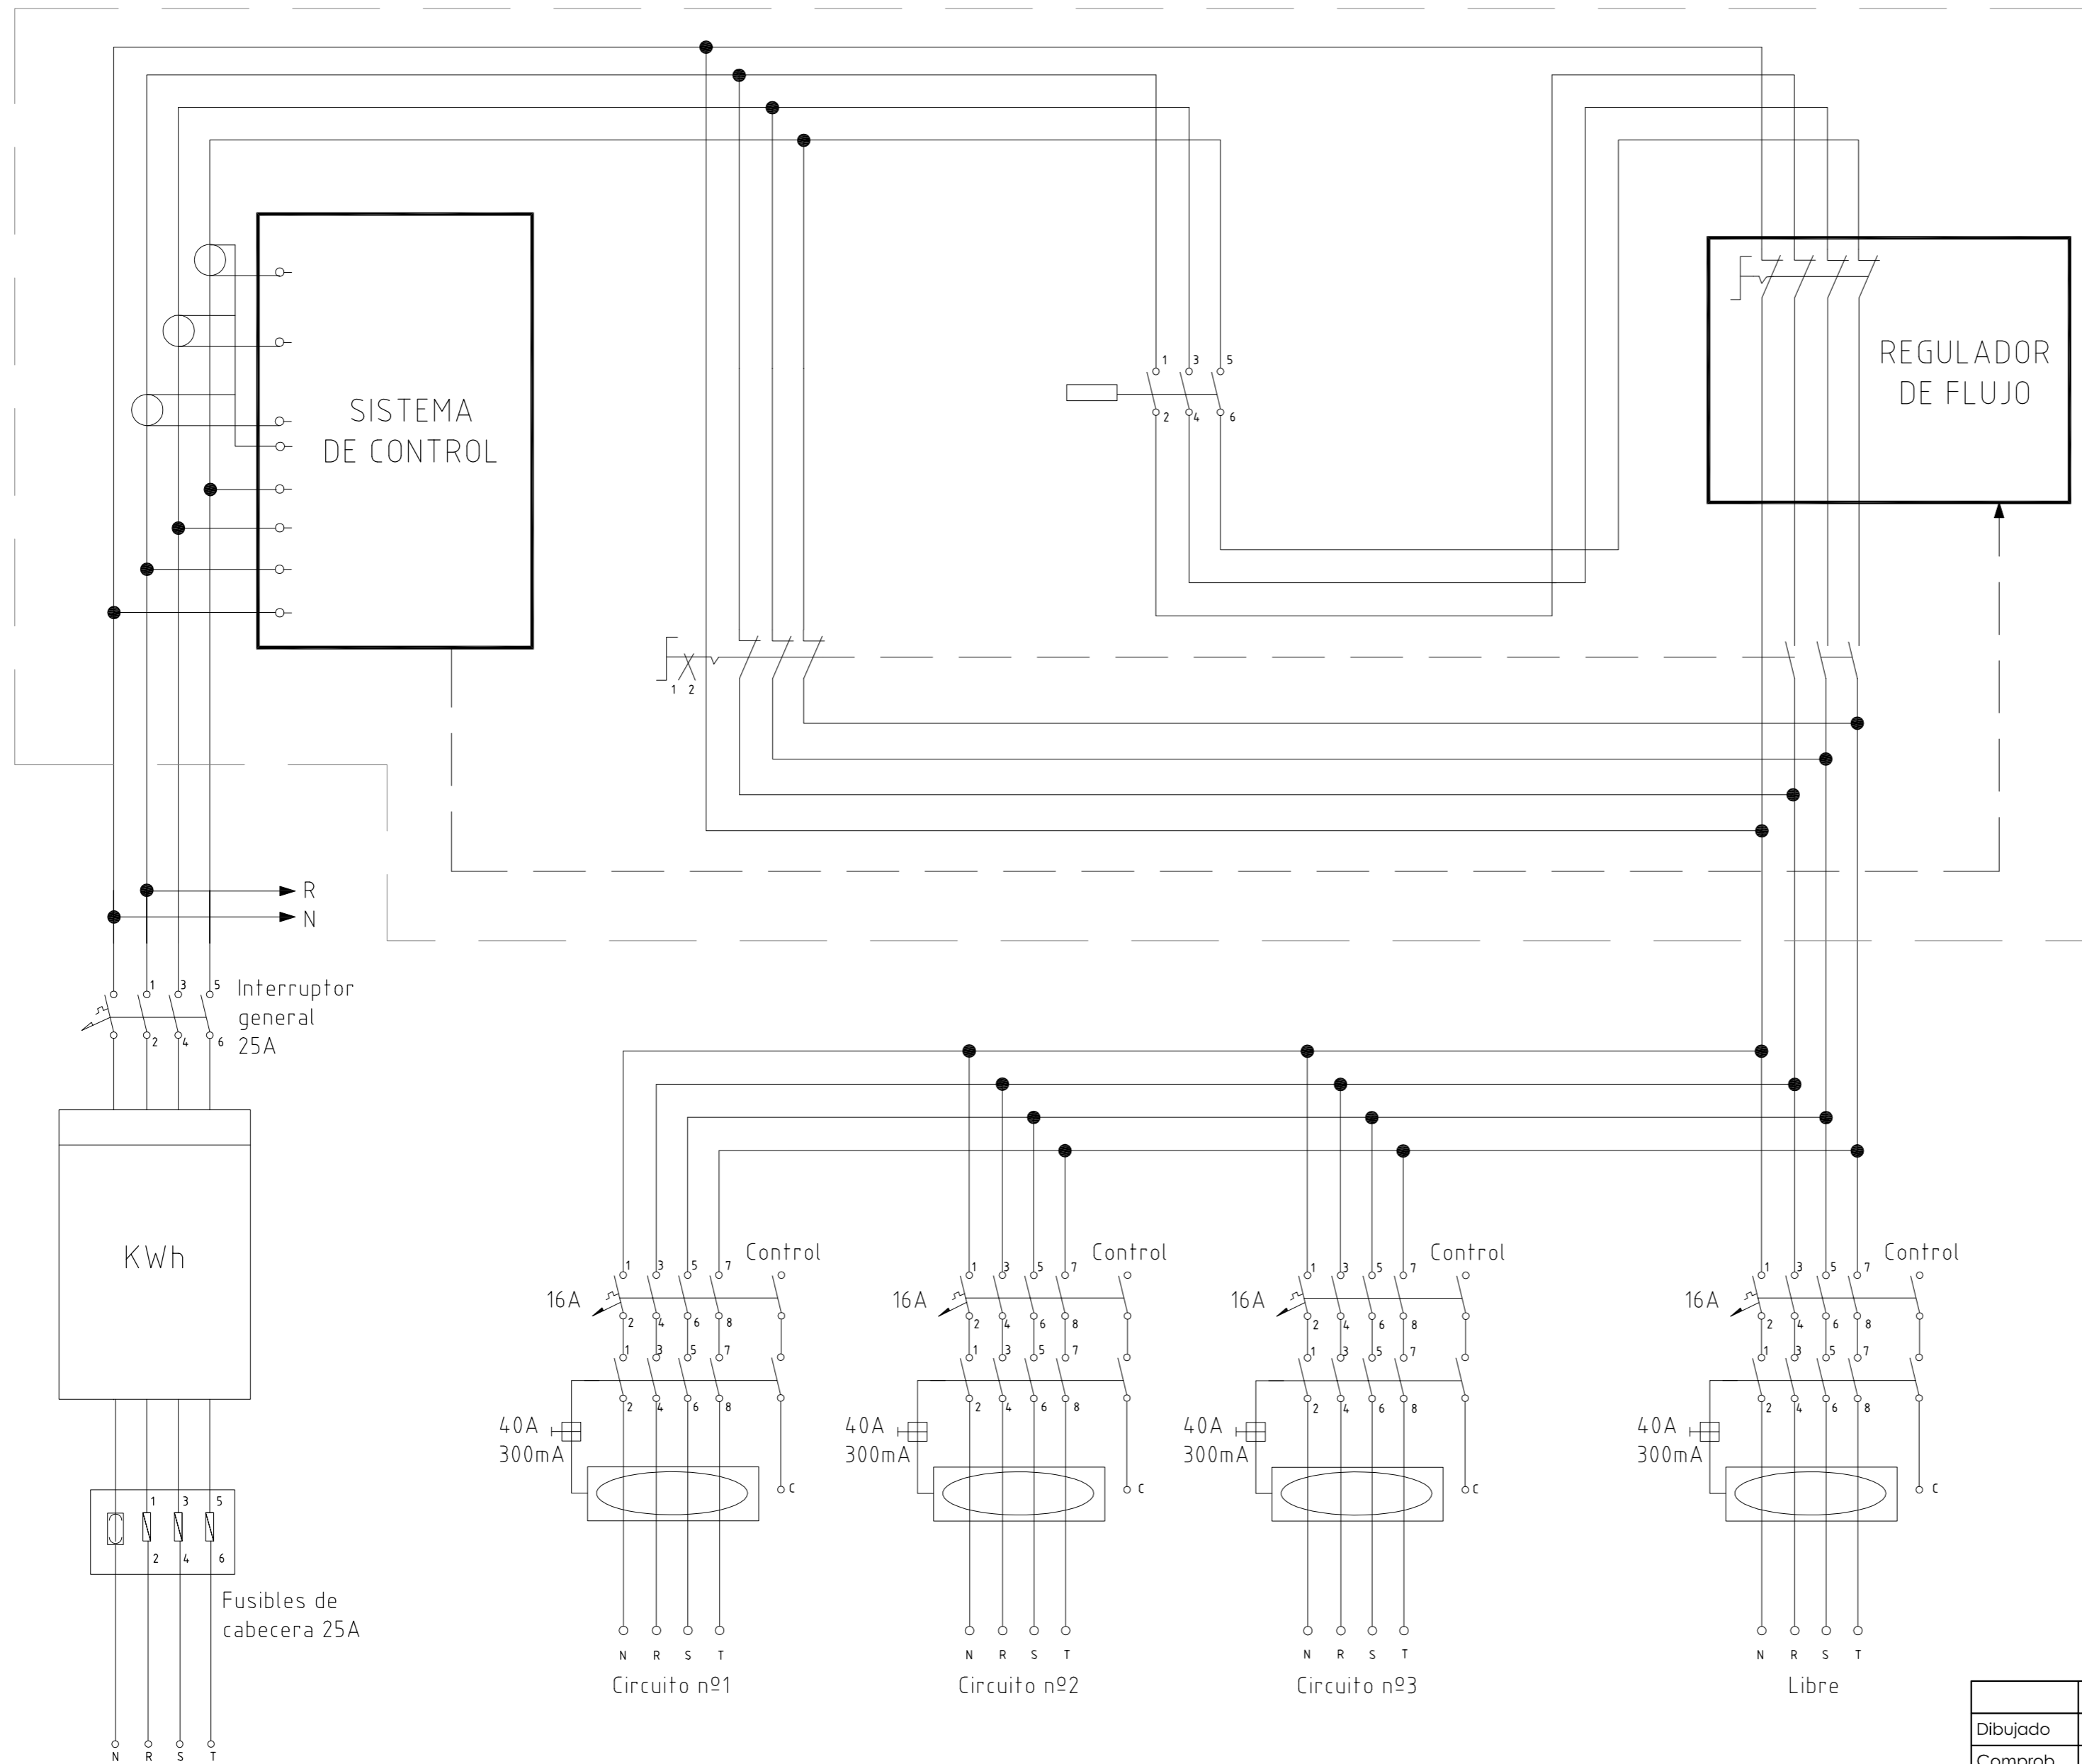 SISTEMA
DE CONTROL
REGULADOR
DE FLUJO
1 3 5
2 4 6
1 2
R
N
1 3 5
2 4 6
Interruptor
general
25A
KWh
1 3 5
2 4 6
Fusibles de
cabecera 25A
N R S T
Control
1 3 5 7
16A
2 4 6 8
1 3 5 7
2 4 6 8
40A
300mA
C
N R S T
Circuito nº1
Control
1 3 5 7
16A
2 4 6 8
1 3 5 7
2 4 6 8
40A
300mA
C
N R S T
Circuito nº2
Control
1 3 5 7
16A
2 4 6 8
1 3 5 7
2 4 6 8
40A
300mA
C
N R S T
Circuito nº3
Control
1 3 5 7
16A
2 4 6 8
1 3 5 7
2 4 6 8
40A
300mA
C
N R S T
Libre
Dibujado
Comprob.